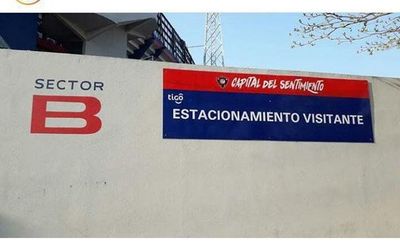 SECTOR
B
CAPITAL DEL SENTIMIENTO
tigo
ESTACIONAMIENTO VISITANTE